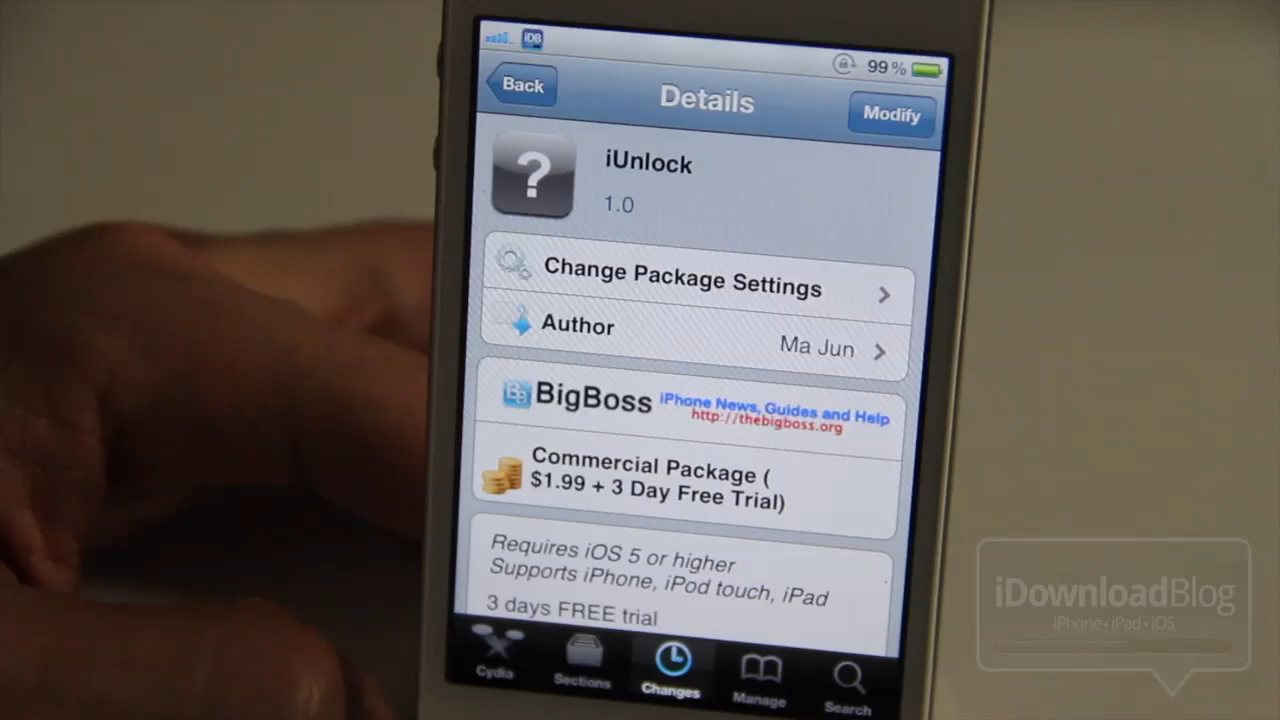 iDB
99%
Back
Details
Modify
?
iUnlock
1.0
Change Package Settings
Author
Ma Jun
BigBoss
iPhone News, Guides and Help
http://thebigboss.org
Commercial Package (
$1.99 + 3 Day Free Trial)
Requires iOS 5 or higher
Supports iPhone, iPod touch, iPad
3 days FREE trial
Cydia
Sections
Changes
Manage
Search
iDownloadBlog
iPhone • iPad • iOS